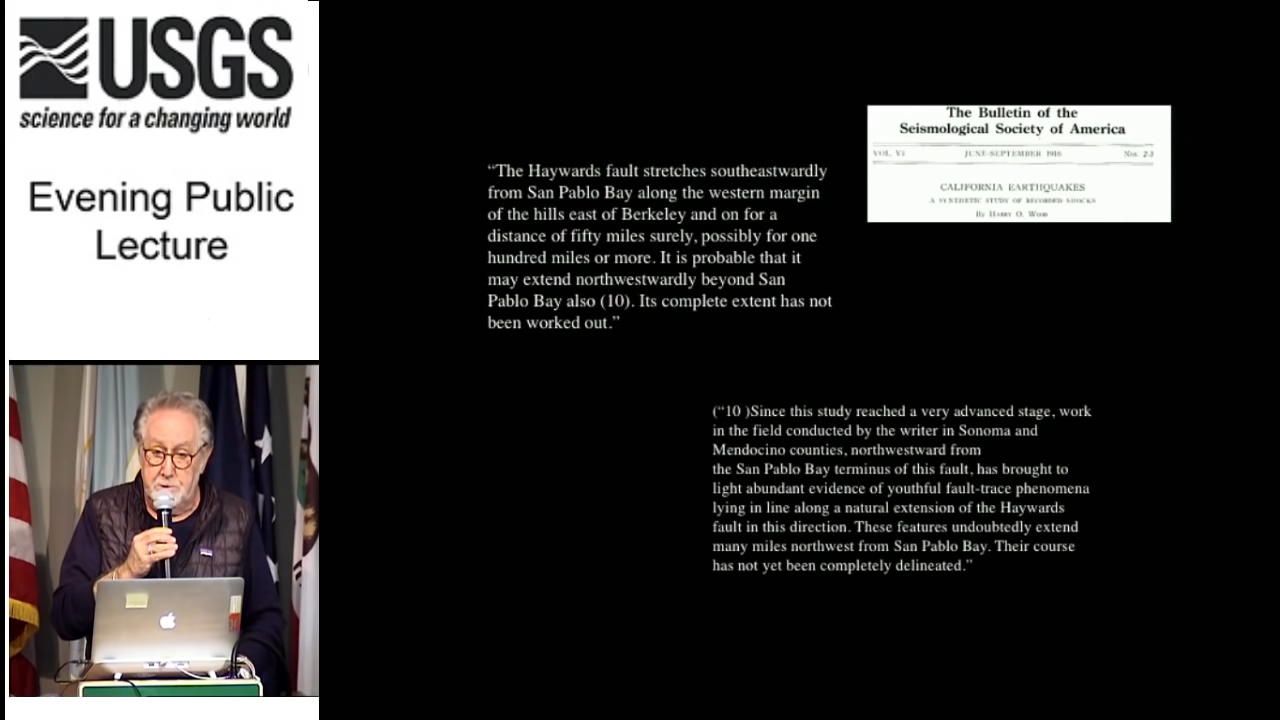 USGS
science for a changing world
Evening Public
Lecture
The Bulletin of the
Seismological Society of America
VOL. VI JUNE-SEPTEMBER 1916 Nos. 2-3
CALIFORNIA EARTHQUAKES
A SYNTHETIC STUDY OF RECORDED SHOCKS
By HARRY O. WOOD
“The Haywards fault stretches southeastwardly
from San Pablo Bay along the western margin
of the hills east of Berkeley and on for a
distance of fifty miles surely, possibly for one
hundred miles or more. It is probable that it
may extend northwestwardly beyond San
Pablo Bay also (10). Its complete extent has not
been worked out.”
(“10 )Since this study reached a very advanced stage, work
in the field conducted by the writer in Sonoma and
Mendocino counties, northwestward from
the San Pablo Bay terminus of this fault, has brought to
light abundant evidence of youthful fault-trace phenomena
lying in line along a natural extension of the Haywards
fault in this direction. These features undoubtedly extend
many miles northwest from San Pablo Bay. Their course
has not yet been completely delineated.”